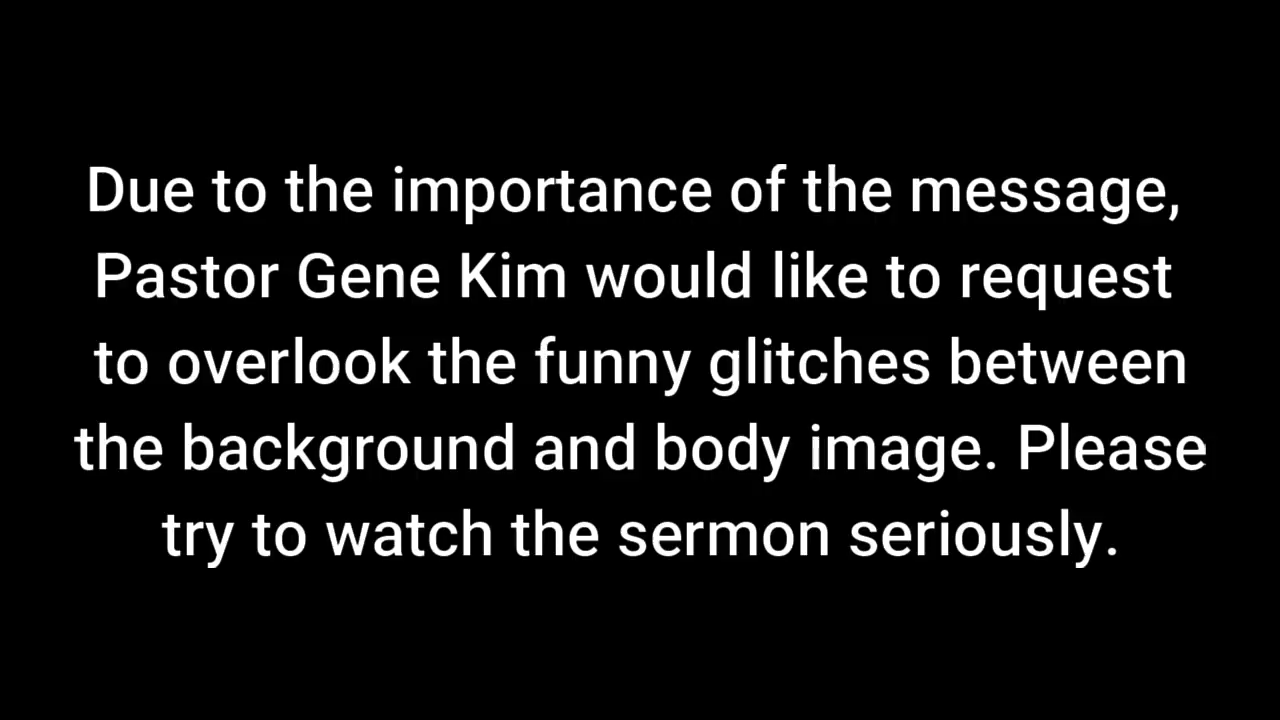 Due to the importance of the message,
Pastor Gene Kim would like to request
to overlook the funny glitches between
the background and body image. Please
try to watch the sermon seriously.